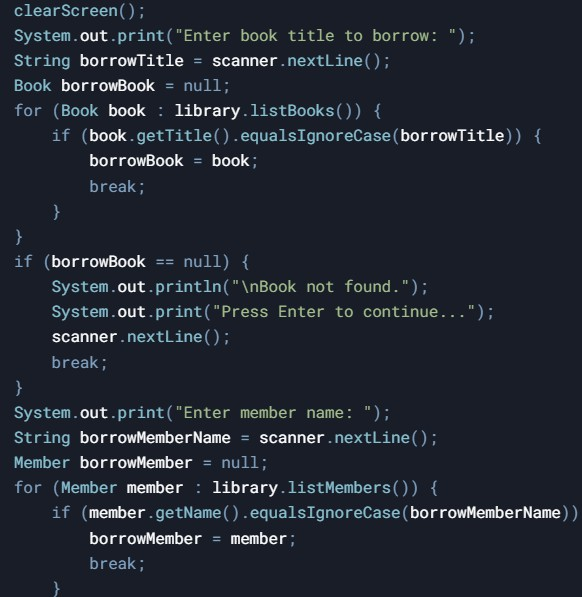 clearScreen();
System.out.print("Enter book title to borrow: ");
String borrowTitle = scanner.nextLine();
Book borrowBook = null;
for (Book book : library.listBooks()) {
    if (book.getTitle().equalsIgnoreCase(borrowTitle)) {
        borrowBook = book;
        break;
    }
}
if (borrowBook == null) {
    System.out.println("\nBook not found.");
    System.out.print("Press Enter to continue...");
    scanner.nextLine();
    break;
}
System.out.print("Enter member name: ");
String borrowMemberName = scanner.nextLine();
Member borrowMember = null;
for (Member member : library.listMembers()) {
    if (member.getName().equalsIgnoreCase(borrowMemberName))
        borrowMember = member;
        break;
    }